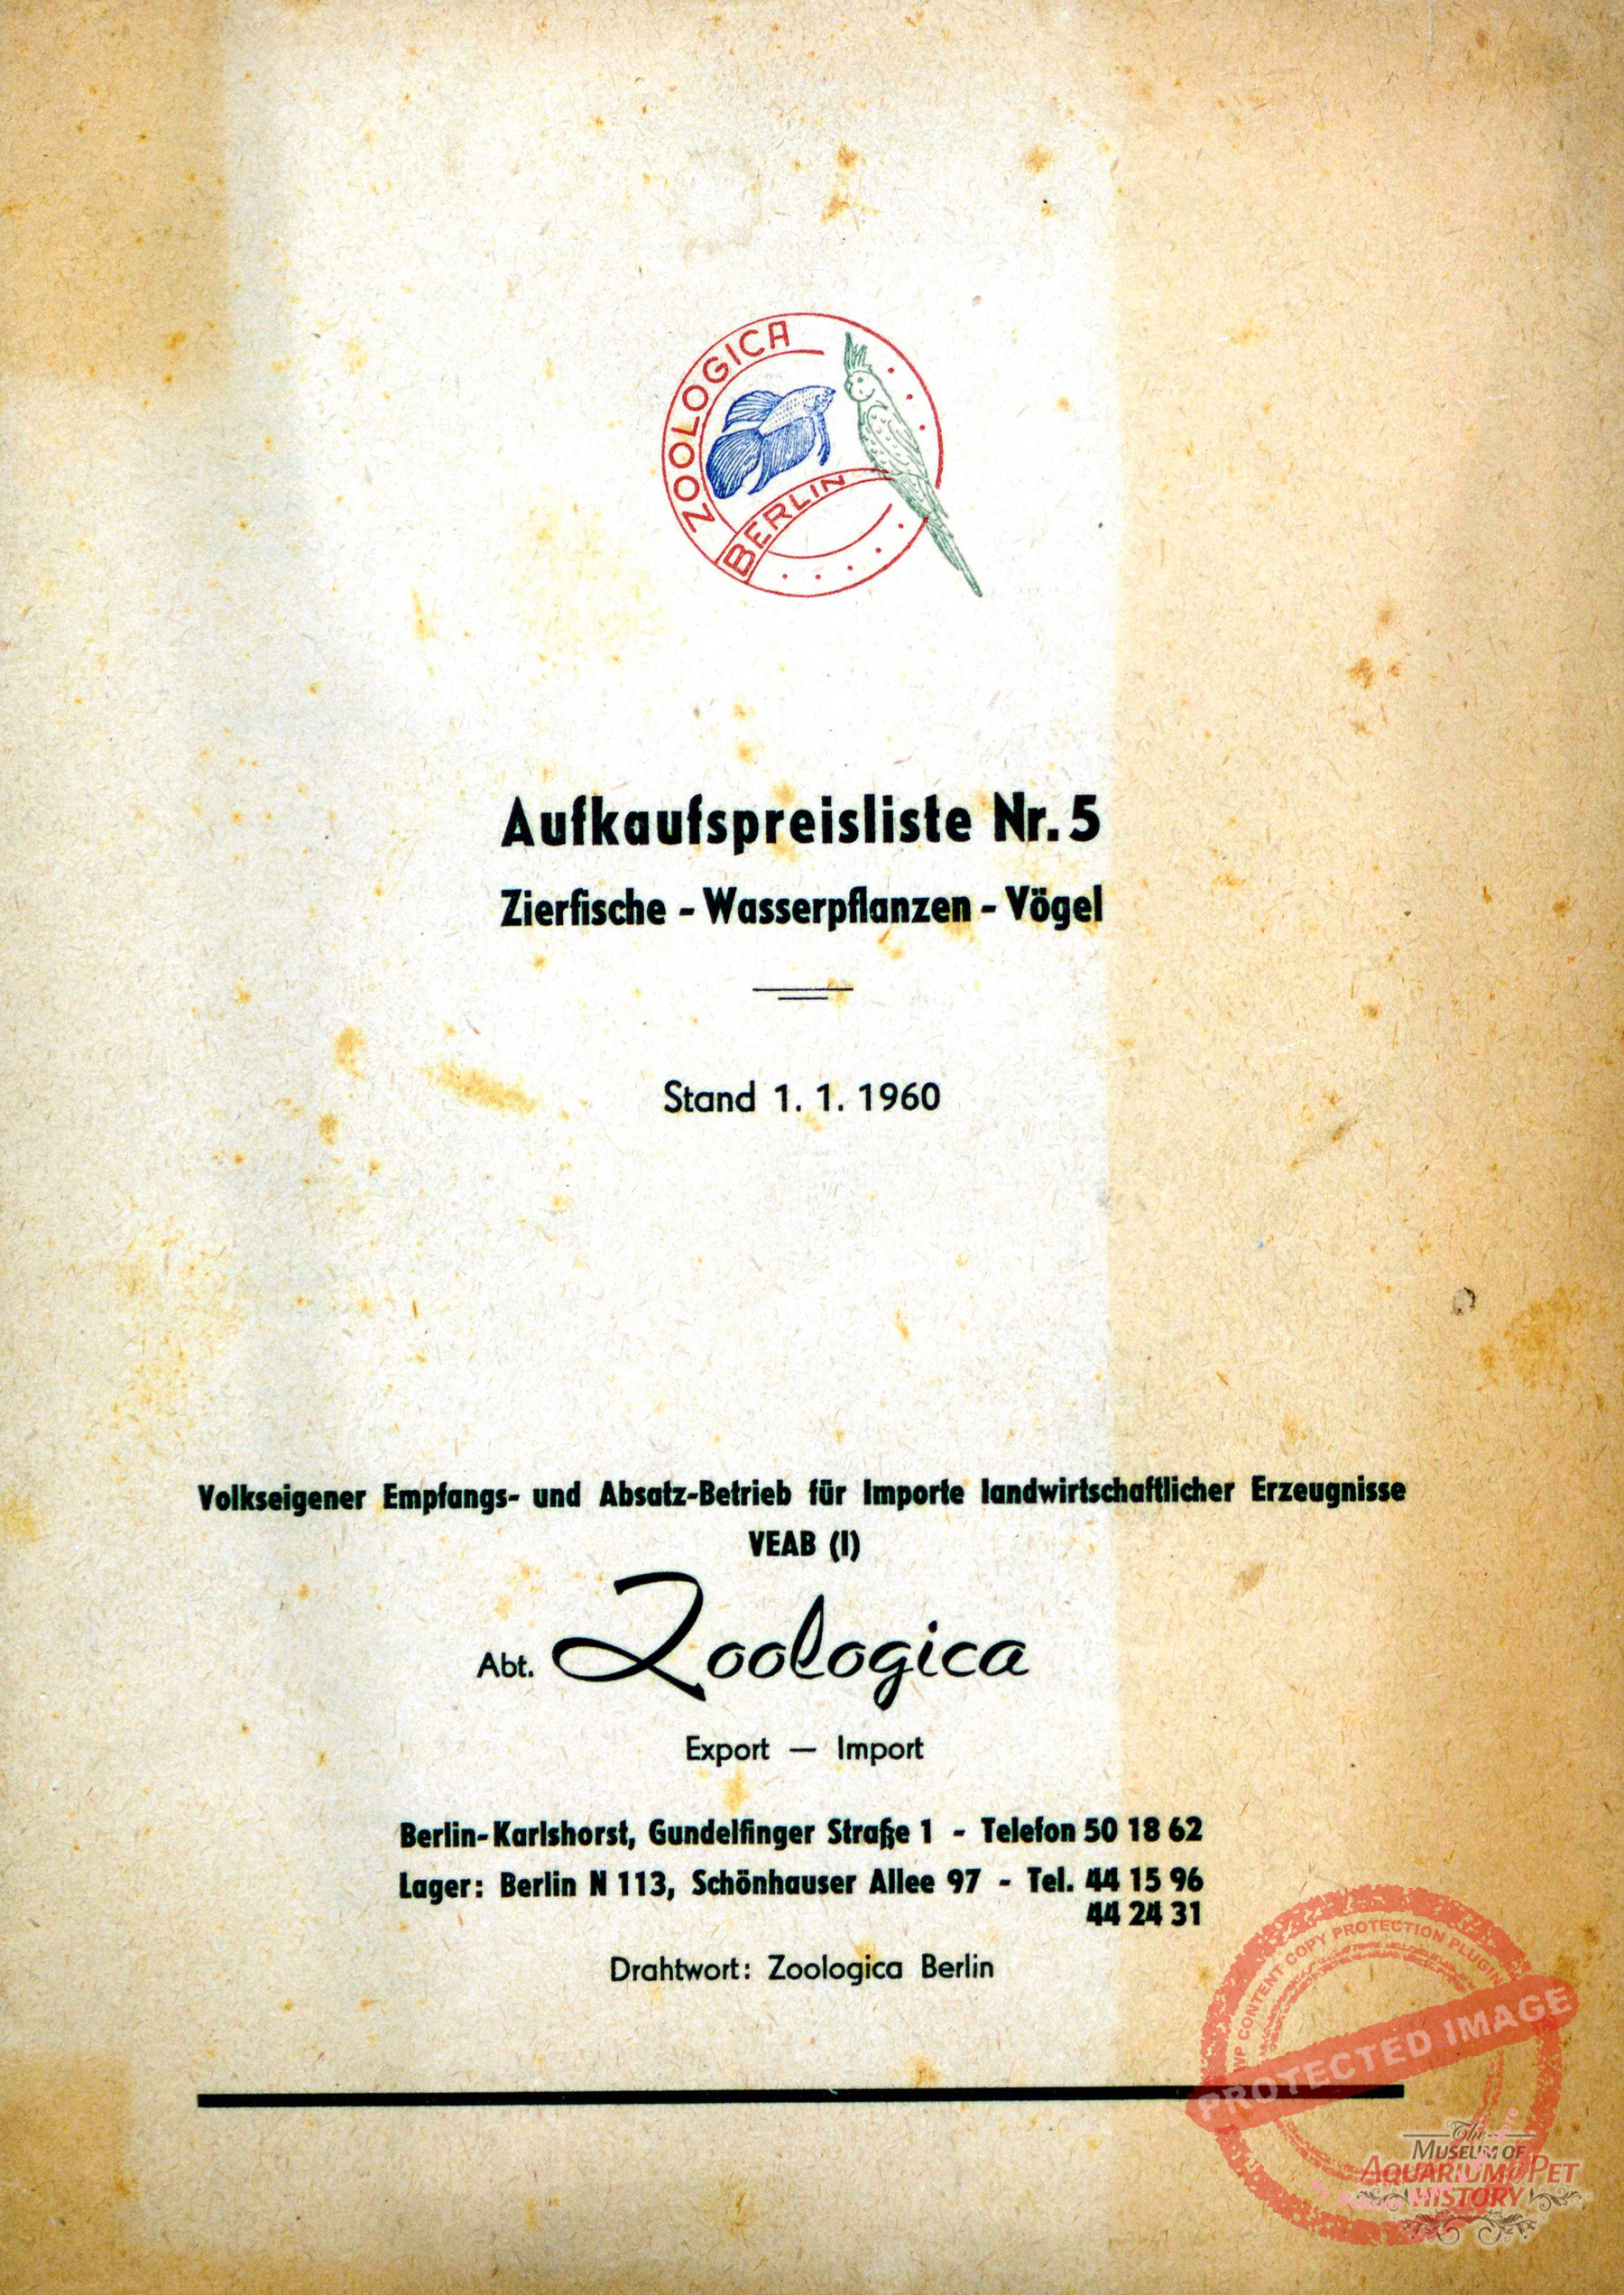 ZOOLOGICA
BERLIN
Aufkaufspreisliste Nr. 5
Zierfische - Wasserpflanzen - Vögel
Stand 1. 1. 1960
Volkseigener Empfangs- und Absatz-Betrieb für Importe landwirtschaftlicher Erzeugnisse
VEAB (I)
Abt. Zoologica
Export — Import
Berlin-Karlshorst, Gundelfinger Straße 1 - Telefon 50 18 62
Lager: Berlin N 113, Schönhauser Allee 97 - Tel. 44 15 96
44 24 31
Drahtwort: Zoologica Berlin
WP CONTENT COPY PROTECTION PLUGIN
PROTECTED IMAGE
The
MUSEUM OF
AQUARIUM & PET
HISTORY